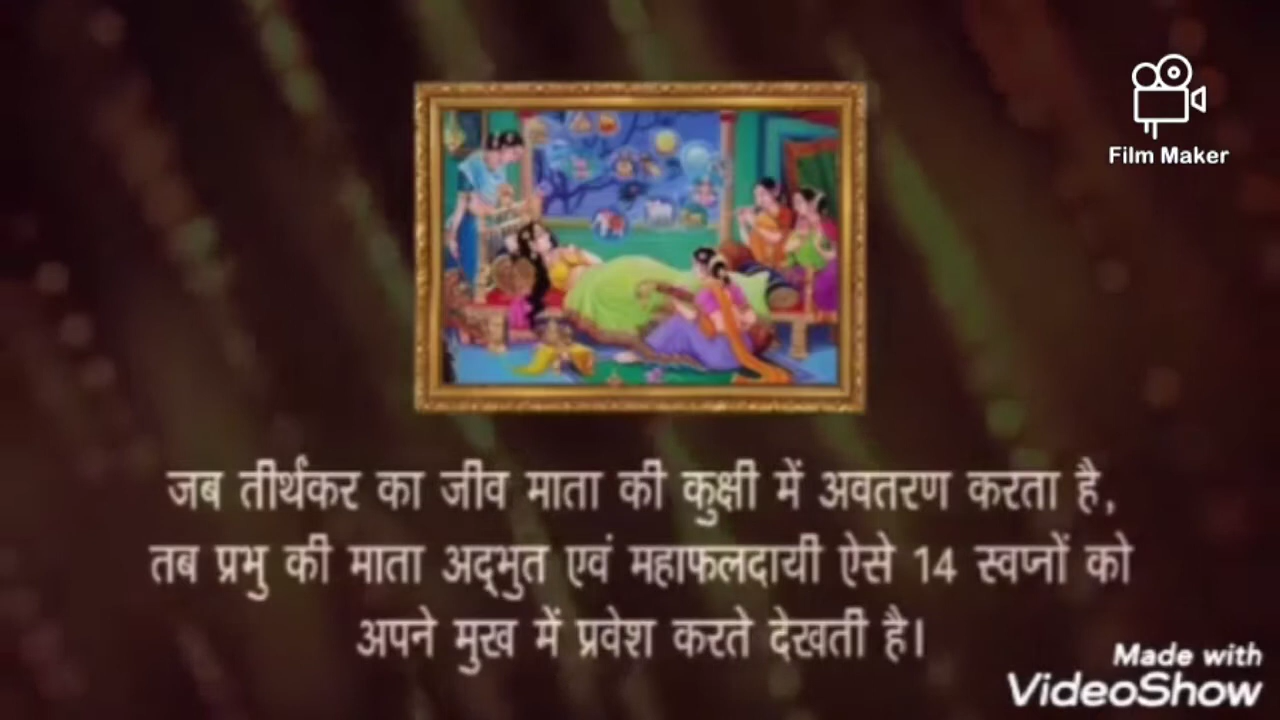 Film Maker
जब तीर्थंकर का जीव माता की कुक्षी में अवतरण करता है,
तब प्रभु की माता अद्भुत एवं महाफलदायी ऐसे 14 स्वप्नों को
अपने मुख में प्रवेश करते देखती है।
Made with
VideoShow